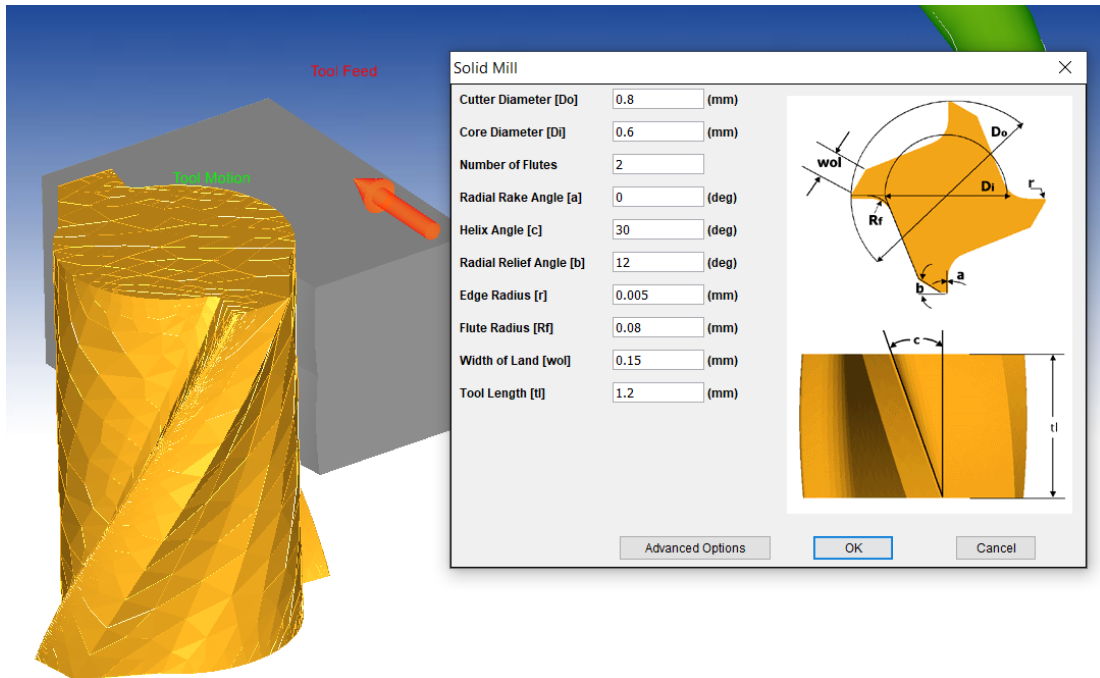 Tool Feed
Tool Motion
Solid Mill
Cutter Diameter [Do] 0.8 (mm)
Core Diameter [Di] 0.6 (mm)
Number of Flutes 2
Radial Rake Angle [a] 0 (deg)
Helix Angle [c] 30 (deg)
Radial Relief Angle [b] 12 (deg)
Edge Radius [r] 0.005 (mm)
Flute Radius [Rf] 0.08 (mm)
Width of Land [wol] 0.15 (mm)
Tool Length [tl] 1.2 (mm)
Do
wol
Di
r
Rf
a
b
c
tl
Advanced Options
OK
Cancel